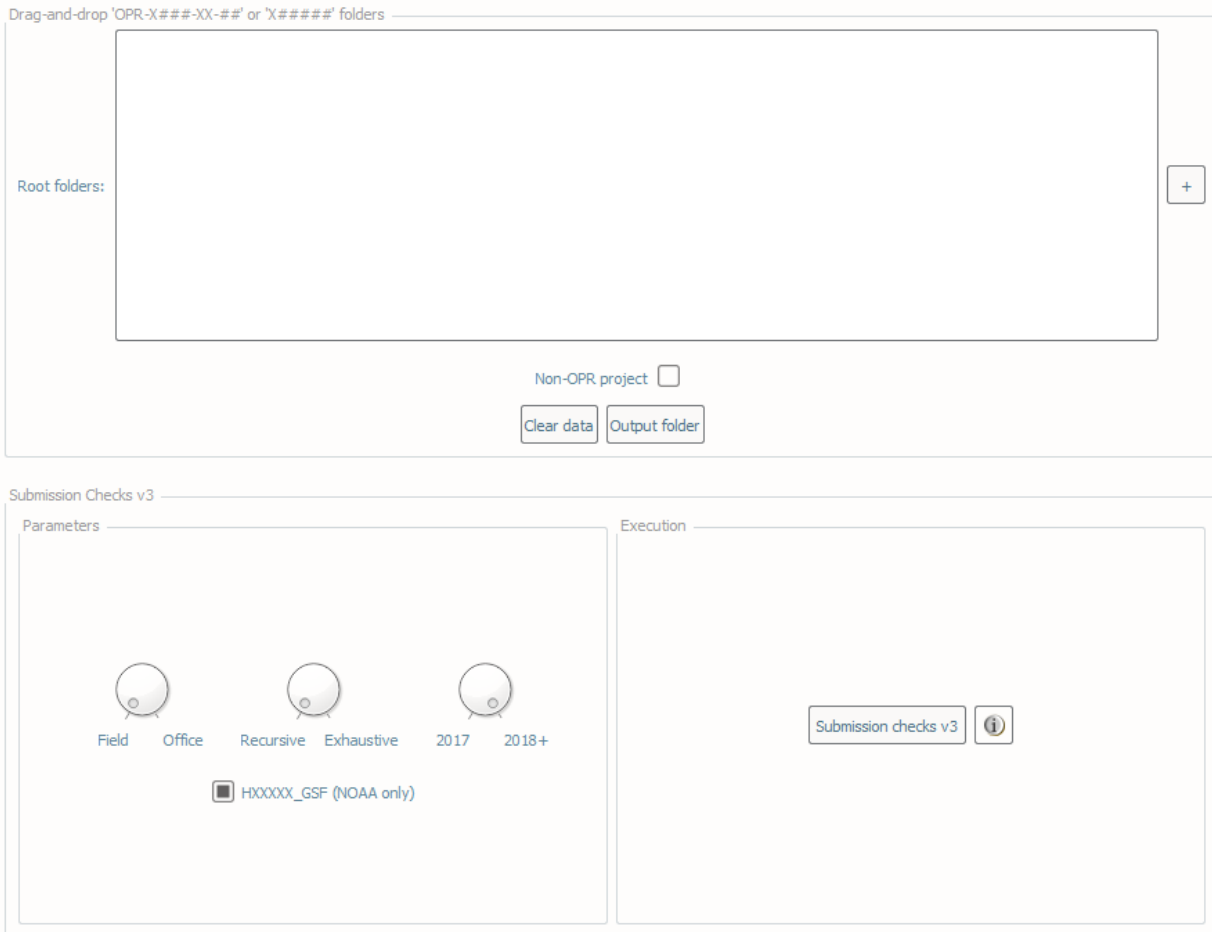 Drag-and-drop 'OPR-X###-XX-##' or 'X#####' folders
Root folders:
+
Non-OPR project
Clear data Output folder
Submission Checks v3
Parameters
Execution
Submission checks v3 i
Field Office Recursive Exhaustive 2017 2018+
HXXXXX_GSF (NOAA only)